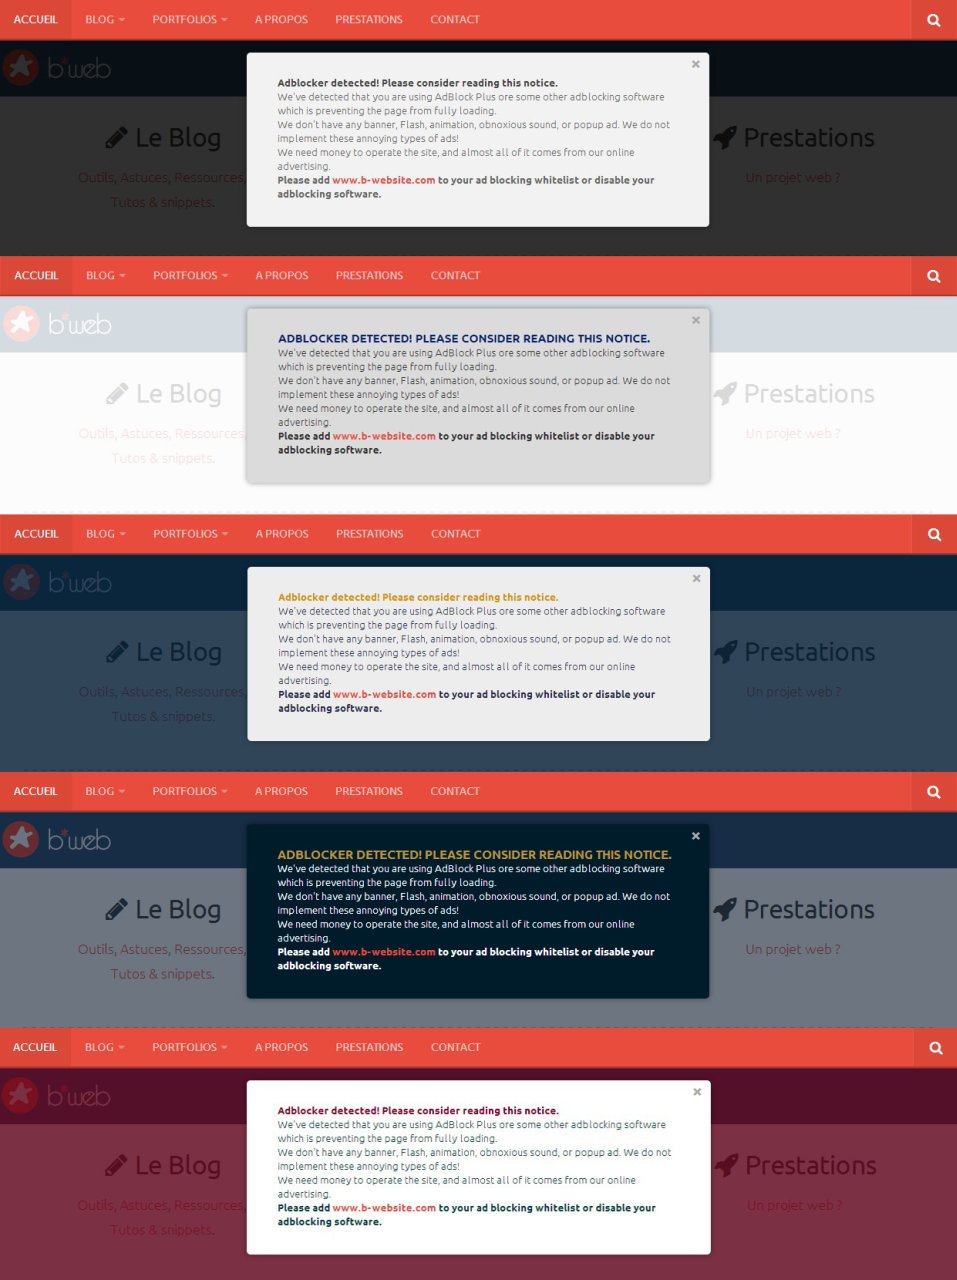 ACCUEIL BLOG PORTFOLIOS A PROPOS PRESTATIONS CONTACT
b*web
Adblocker detected! Please consider reading this notice.
We've detected that you are using AdBlock Plus ore some other adblocking software
which is preventing the page from fully loading.
We don't have any banner, Flash, animation, obnoxious sound, or popup ad. We do not
implement these annoying types of ads!
We need money to operate the site, and almost all of it comes from our online
advertising.
Please add www.b-website.com to your ad blocking whitelist or disable your
adblocking software.
Le Blog
Outils, Astuces, Ressources,
Tutos & snippets.
Prestations
Un projet web ?
ACCUEIL BLOG PORTFOLIOS A PROPOS PRESTATIONS CONTACT
b*web
ADBLOCKER DETECTED! PLEASE CONSIDER READING THIS NOTICE.
We've detected that you are using AdBlock Plus ore some other adblocking software
which is preventing the page from fully loading.
We don't have any banner, Flash, animation, obnoxious sound, or popup ad. We do not
implement these annoying types of ads!
We need money to operate the site, and almost all of it comes from our online
advertising.
Please add www.b-website.com to your ad blocking whitelist or disable your
adblocking software.
Le Blog
Outils, Astuces, Ressources,
Tutos & snippets.
Prestations
Un projet web ?
ACCUEIL BLOG PORTFOLIOS A PROPOS PRESTATIONS CONTACT
b*web
Adblocker detected! Please consider reading this notice.
We've detected that you are using AdBlock Plus ore some other adblocking software
which is preventing the page from fully loading.
We don't have any banner, Flash, animation, obnoxious sound, or popup ad. We do not
implement these annoying types of ads!
We need money to operate the site, and almost all of it comes from our online
advertising.
Please add www.b-website.com to your ad blocking whitelist or disable your
adblocking software.
Le Blog
Outils, Astuces, Ressources,
Tutos & snippets.
Prestations
Un projet web ?
ACCUEIL BLOG PORTFOLIOS A PROPOS PRESTATIONS CONTACT
b*web
ADBLOCKER DETECTED! PLEASE CONSIDER READING THIS NOTICE.
We've detected that you are using AdBlock Plus ore some other adblocking software
which is preventing the page from fully loading.
We don't have any banner, Flash, animation, obnoxious sound, or popup ad. We do not
implement these annoying types of ads!
We need money to operate the site, and almost all of it comes from our online
advertising.
Please add www.b-website.com to your ad blocking whitelist or disable your
adblocking software.
Le Blog
Outils, Astuces, Ressources,
Tutos & snippets.
Prestations
Un projet web ?
ACCUEIL BLOG PORTFOLIOS A PROPOS PRESTATIONS CONTACT
b*web
Adblocker detected! Please consider reading this notice.
We've detected that you are using AdBlock Plus ore some other adblocking software
which is preventing the page from fully loading.
We don't have any banner, Flash, animation, obnoxious sound, or popup ad. We do not
implement these annoying types of ads!
We need money to operate the site, and almost all of it comes from our online
advertising.
Please add www.b-website.com to your ad blocking whitelist or disable your
adblocking software.
Le Blog
Outils, Astuces, Ressources,
Tutos & snippets.
Prestations
Un projet web ?